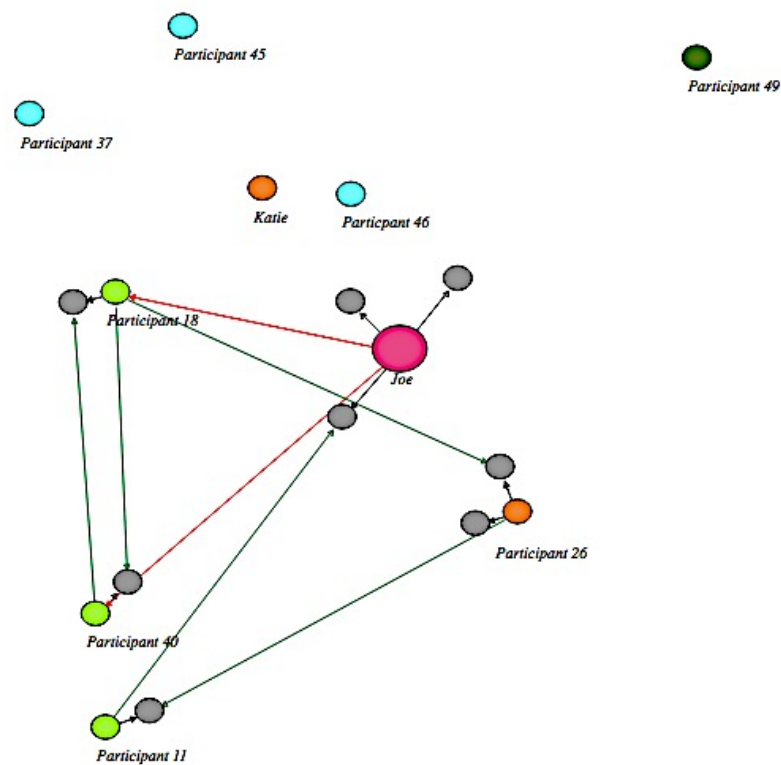 Participant 45
Participant 49
Participant 37
Katie
Particpant 46
Participant 18
Joe
Participant 26
Participant 40
Participant 11